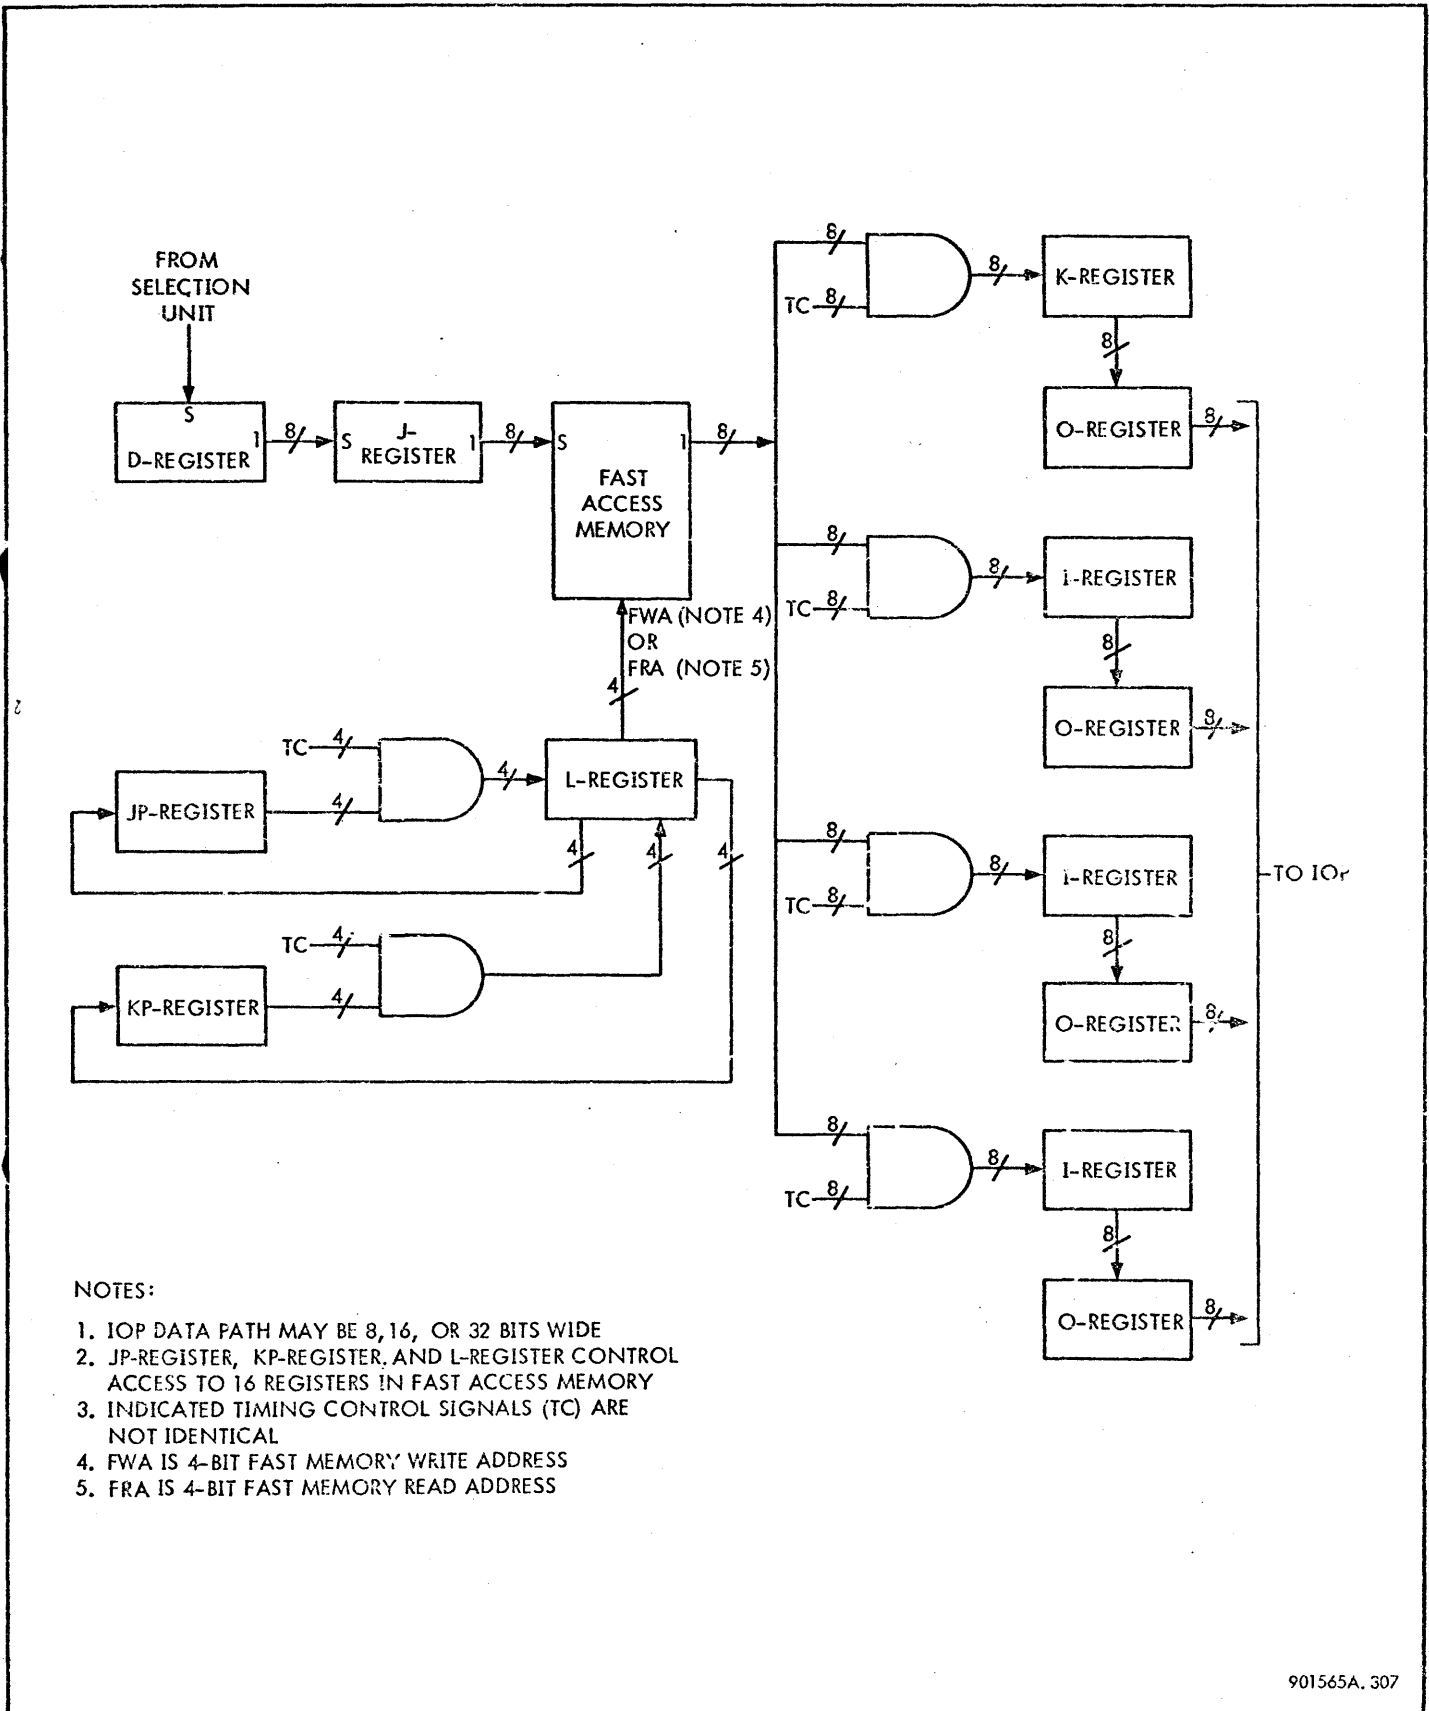 FROM
SELECTION
UNIT
S
1
D-REGISTER
8
S
J-
REGISTER
1
8
S
1
FAST
ACCESS
MEMORY
8
FWA (NOTE 4)
OR
FRA (NOTE 5)
4
TC
4
4
JP-REGISTER
4
L-REGISTER
4
4
4
TC
4
4
KP-REGISTER
8
TC
8
8
K-REGISTER
8
O-REGISTER
8
8
TC
8
8
I-REGISTER
8
O-REGISTER
8
8
TC
8
8
I-REGISTER
8
O-REGISTER
8
8
TC
8
8
I-REGISTER
8
O-REGISTER
8
TO IOP
NOTES:
1. IOP DATA PATH MAY BE 8, 16, OR 32 BITS WIDE
2. JP-REGISTER, KP-REGISTER, AND L-REGISTER CONTROL
ACCESS TO 16 REGISTERS IN FAST ACCESS MEMORY
3. INDICATED TIMING CONTROL SIGNALS (TC) ARE
NOT IDENTICAL
4. FWA IS 4-BIT FAST MEMORY WRITE ADDRESS
5. FRA IS 4-BIT FAST MEMORY READ ADDRESS
901565A. 307